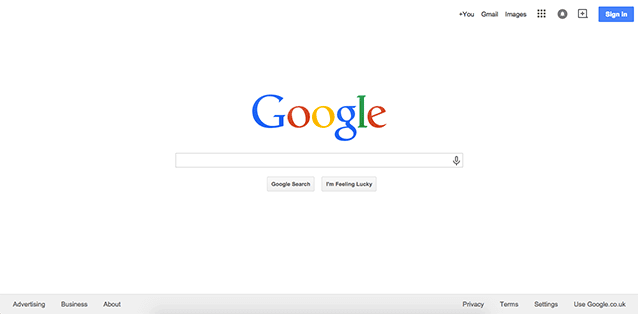 +You Gmail Images Sign in
Google
Google Search I'm Feeling Lucky
Advertising Business About Privacy Terms Settings Use Google.co.uk